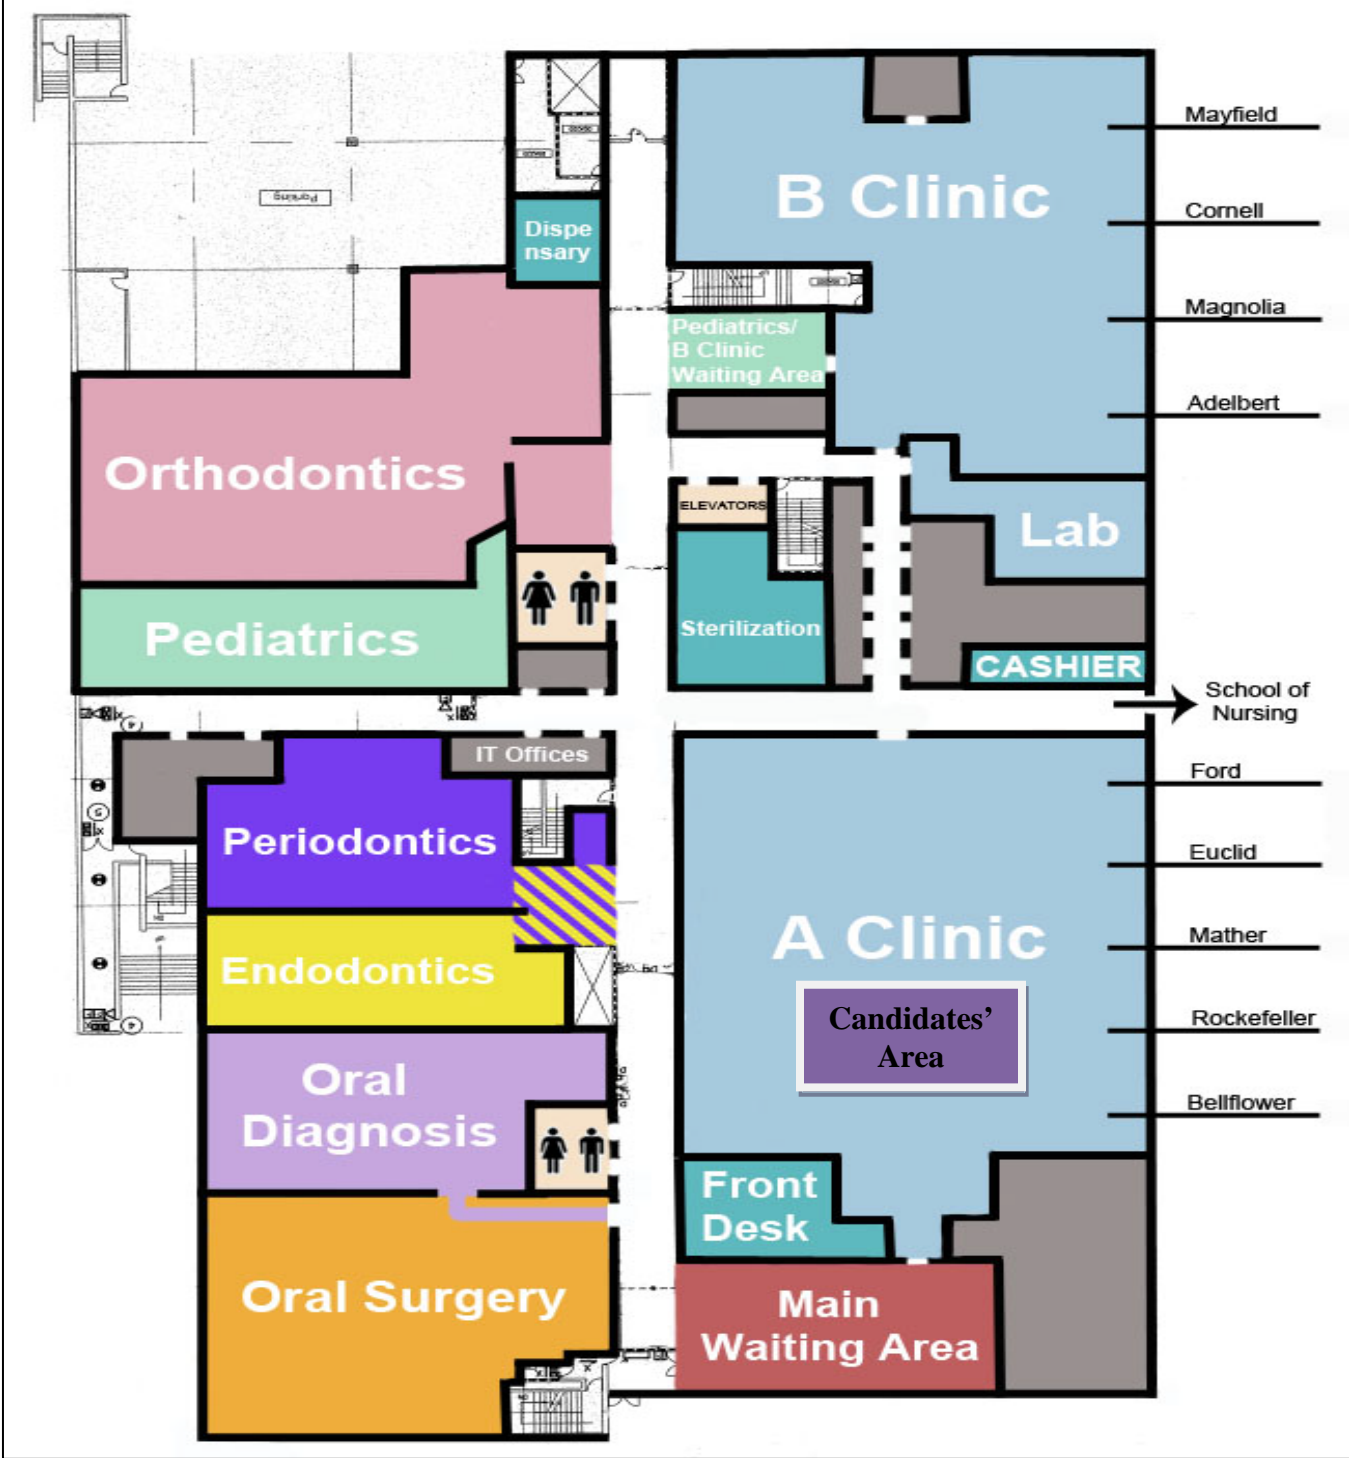 Mayfield
B Clinic
Cornell
Dispe
nsary
Magnolia
Pediatrics/
B Clinic
Waiting Area
Adelbert
Orthodontics
ELEVATORS
Lab
Sterilization
Pediatrics
CASHIER
School of
Nursing
IT Offices
Ford
Periodontics
Euclid
A Clinic
Mather
Endodontics
Candidates’
Area
Rockefeller
Oral
Diagnosis
Bellflower
Front
Desk
Oral Surgery
Main
Waiting Area
Parking